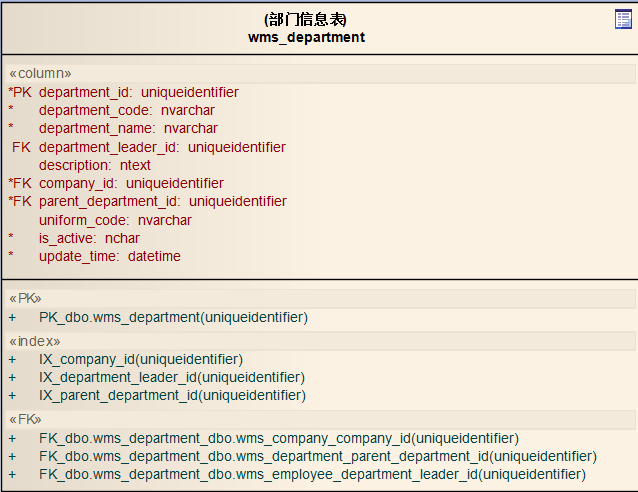 (部门信息表)
wms_department
«column»
*PK department_id: uniqueidentifier
* department_code: nvarchar
* department_name: nvarchar
FK department_leader_id: uniqueidentifier
description: ntext
*FK company_id: uniqueidentifier
*FK parent_department_id: uniqueidentifier
uniform_code: nvarchar
* is_active: nchar
* update_time: datetime
«PK»
+ PK_dbo.wms_department(uniqueidentifier)
«index»
+ IX_company_id(uniqueidentifier)
+ IX_department_leader_id(uniqueidentifier)
+ IX_parent_department_id(uniqueidentifier)
«FK»
+ FK_dbo.wms_department_dbo.wms_company_company_id(uniqueidentifier)
+ FK_dbo.wms_department_dbo.wms_department_parent_department_id(uniqueidentifier)
+ FK_dbo.wms_department_dbo.wms_employee_department_leader_id(uniqueidentifier)